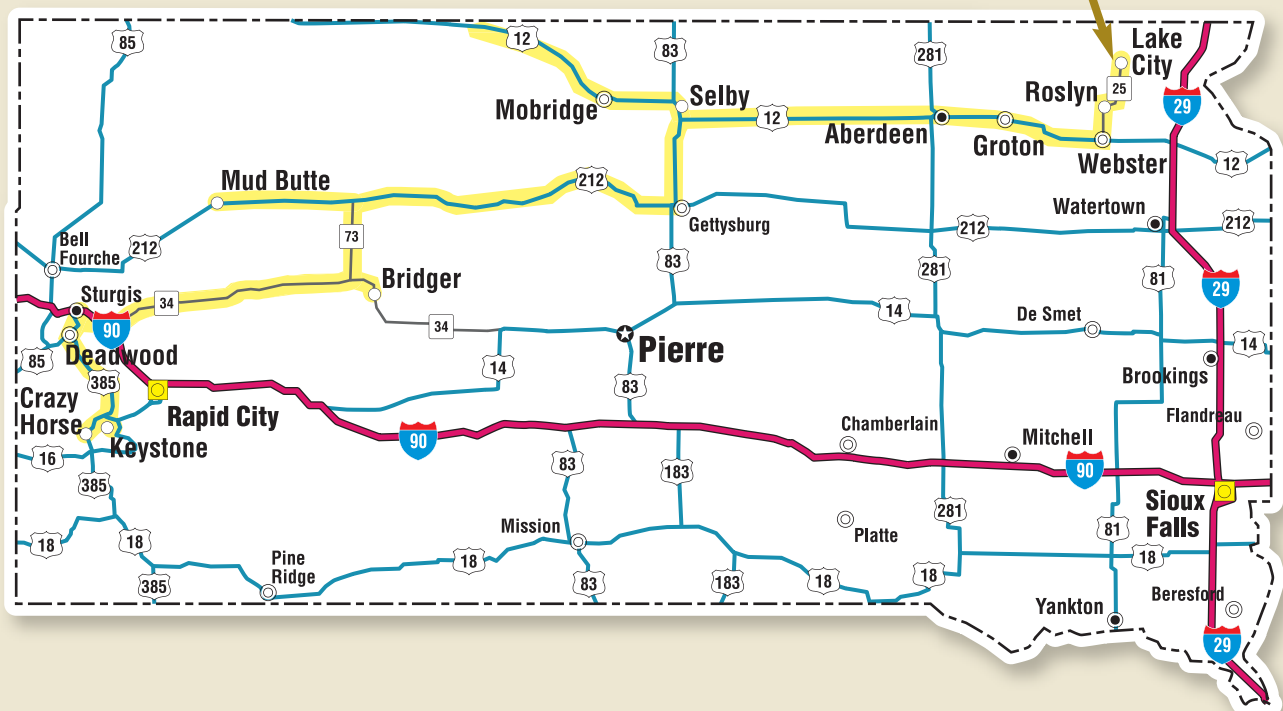 85
12
83
281
Lake
City
Roslyn
25
29
Mobridge
Selby
12
Aberdeen
Groton
Webster
12
Mud Butte
212
Gettysburg
Watertown
212
212
Bell
Fourche
212
73
83
281
81
29
Bridger
Sturgis
34
90
34
14
De Smet
14
85
Deadwood
Pierre
14
83
Brookings
385
Crazy
Horse
Rapid City
Keystone
Flandreau
Chamberlain
Mitchell
90
90
16
385
83
183
Sioux
Falls
281
81
Mission
Platte
18
18
18
18
Pine
Ridge
385
83
183
18
18
Yankton
Beresford
29